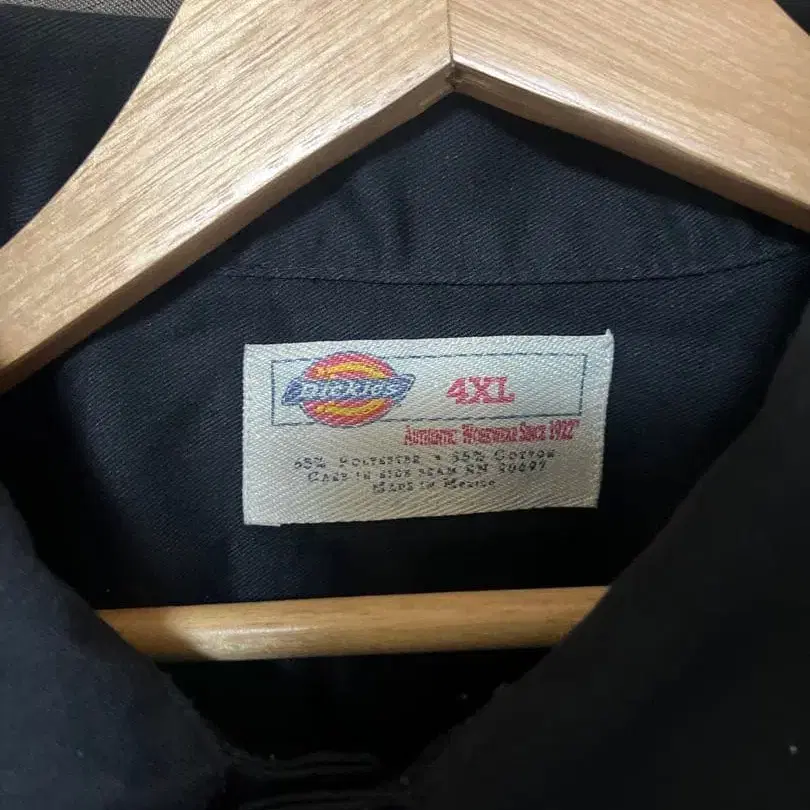 Dickies 4XL
Authentic Workwear Since 1922
65% Polyester • 35% Cotton
Care in side seam RN 20697
Made in Mexico